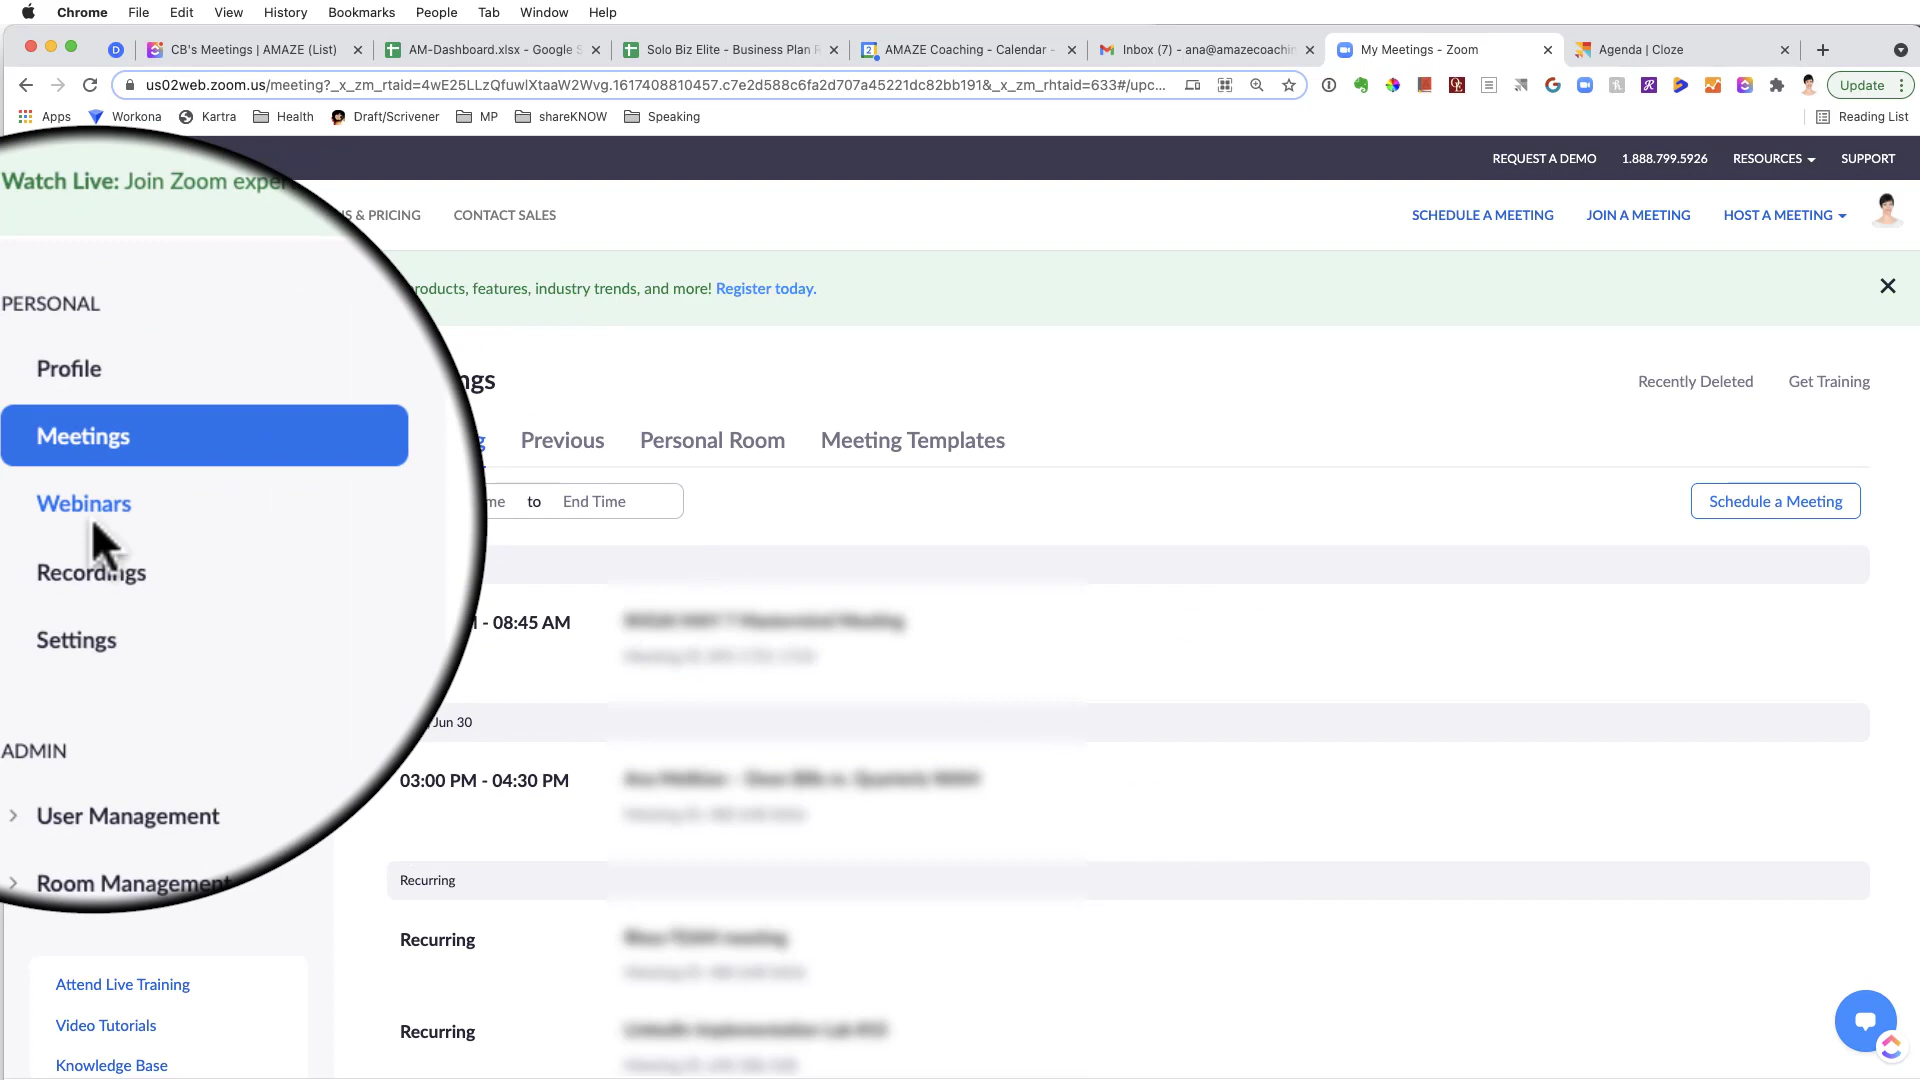 Chrome File Edit View History Bookmarks People Tab Window Help
D CB's Meetings | AMAZE (List) AM-Dashboard.xlsx - Google S Solo Biz Elite - Business Plan R AMAZE Coaching - Calendar - Inbox (7) - ana@amazecoachin My Meetings - Zoom Agenda | Cloze
us02web.zoom.us/meeting?_x_zm_rtaid=4wE25LLzQfuwlXtaaW2Wvg.1617408810457.c7e2d588c6fa2d707a45221dc82bb191&_x_zm_rhtaid=633#/upc... Update
Apps Workona Kartra Health Draft/Scrivener MP shareKNOW Speaking Reading List
REQUEST A DEMO 1.888.799.5926 RESOURCES SUPPORT
Watch Live: Join Zoom exper
S & PRICING CONTACT SALES SCHEDULE A MEETING JOIN A MEETING HOST A MEETING
roducts, features, industry trends, and more! Register today.
PERSONAL
Profile
Meetings
Webinars
Recordings
Settings
ADMIN
User Management
Room Management
Attend Live Training
Video Tutorials
Knowledge Base
ngs Recently Deleted Get Training
g Previous Personal Room Meeting Templates
me to End Time Schedule a Meeting
- 08:45 AM
Jun 30
03:00 PM - 04:30 PM
Recurring
Recurring
Recurring